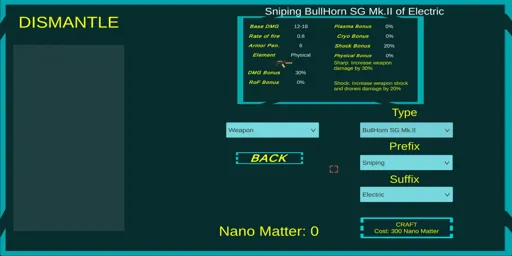 DISMANTLE
Sniping BullHorn SG Mk.II of Electric
Base DMG 12-18
Rate of fire 0.8
Armor Pen. 6
Element Physical
DMG Bonus 30%
RoF Bonus 0%
Plasma Bonus 0%
Cryo Bonus 0%
Shock Bonus 20%
Physical Bonus 0%
Sharp: Increase weapon
damage by 30%
Shock: Increase weapon shock
and drones damage by 20%
Type
Weapon
BullHorn SG Mk.II
Prefix
BACK
Sniping
Suffix
Electric
Nano Matter: 0
CRAFT
Cost: 300 Nano Matter